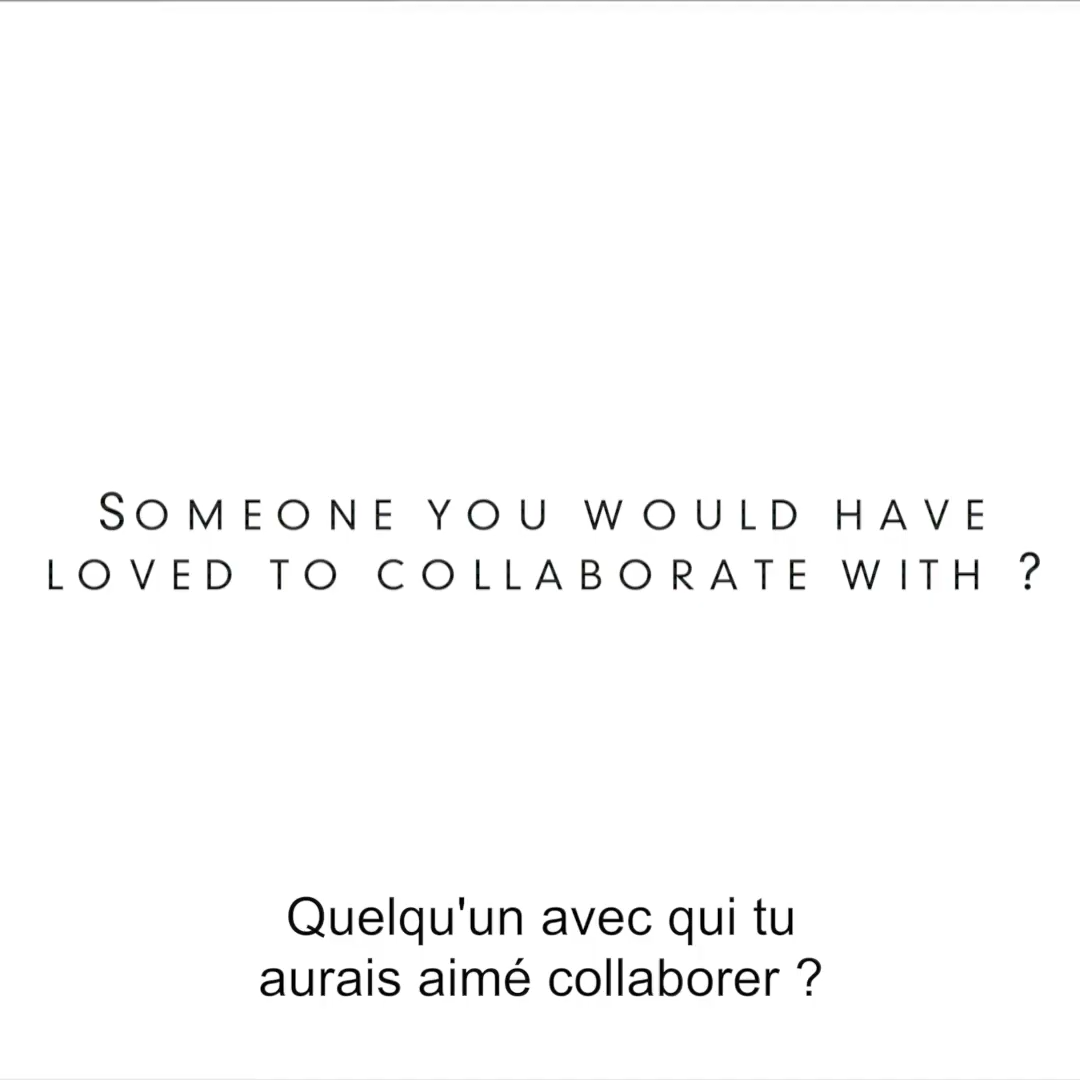 SOMEONE YOU WOULD HAVE
LOVED TO COLLABORATE WITH ?
Quelqu'un avec qui tu
aurais aimé collaborer ?